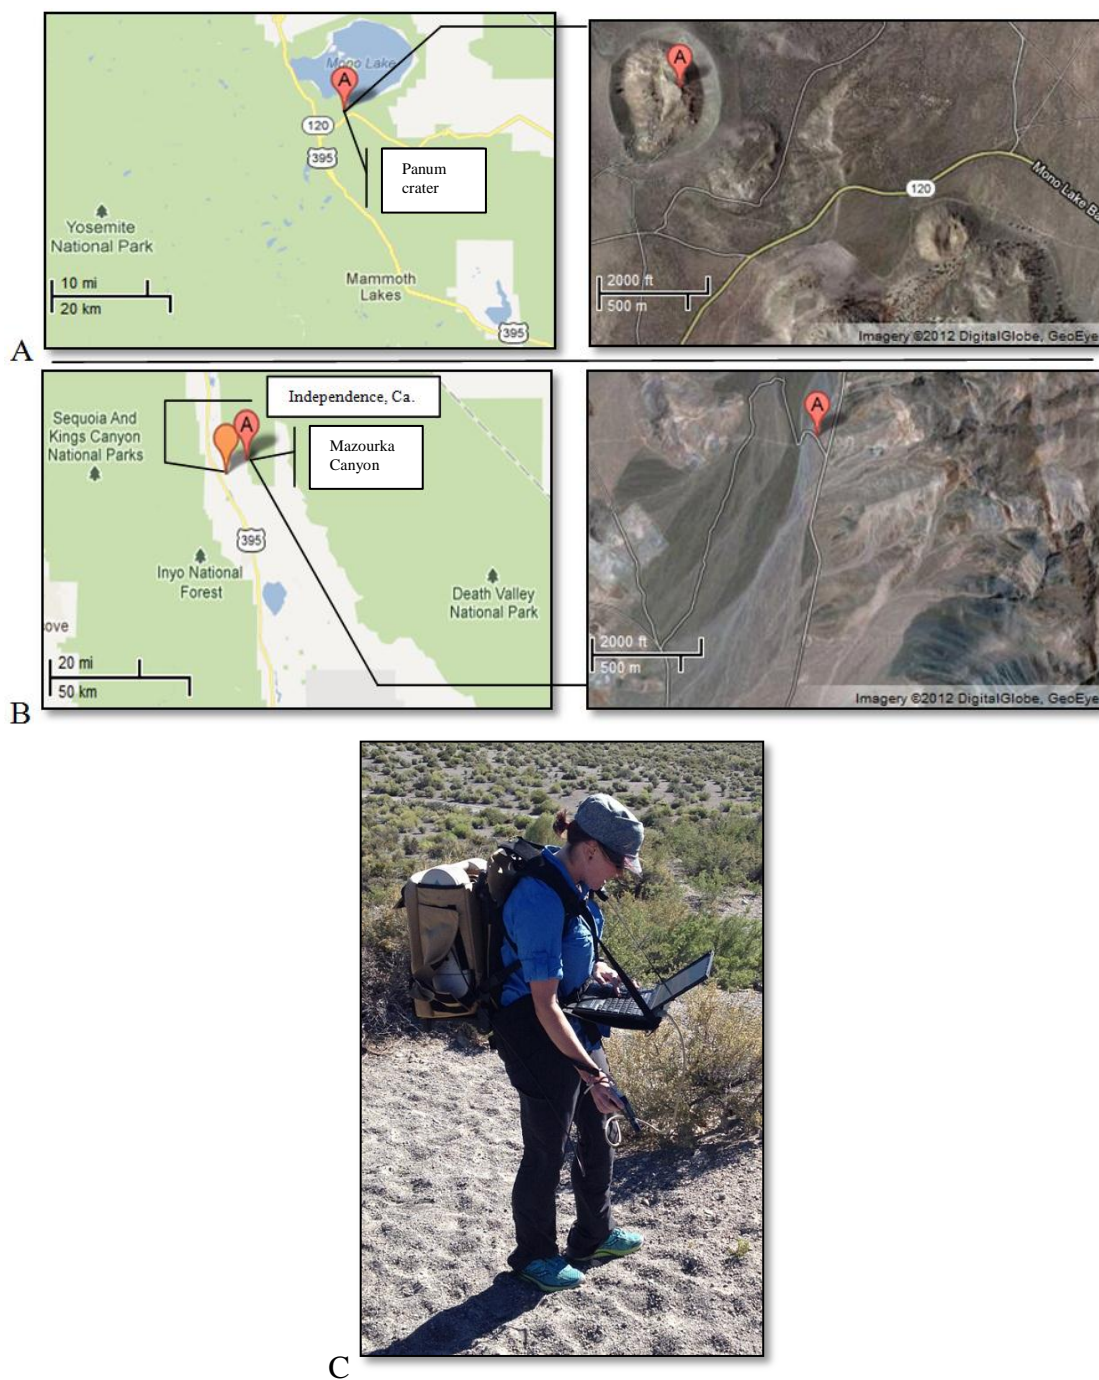 Mono Lake
A
120
395
Panum
crater
Yosemite
National Park
10 mi
20 km
Mammoth
Lakes
395
A
120
Mono Lake Ba
2000 ft
500 m
Imagery ©2012 DigitalGlobe, GeoEye
A
Independence, Ca.
Sequoia And
Kings Canyon
National Parks
A
Mazourka
Canyon
395
Inyo National
Forest
Death Valley
National Park
ove
20 mi
50 km
A
2000 ft
500 m
Imagery ©2012 DigitalGlobe, GeoEye
B
C